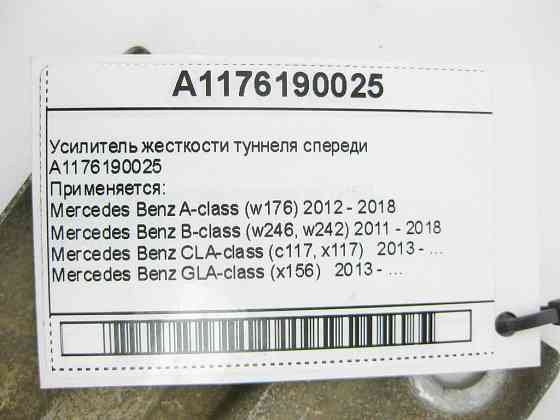 A1176190025
Усилитель жесткости туннеля спереди
A1176190025
Применяется:
Mercedes Benz A-class (w176) 2012 - 2018
Mercedes Benz B-class (w246, w242) 2011 - 2018
Mercedes Benz CLA-class (c117, x117) 2013 - ...
Mercedes Benz GLA-class (x156) 2013 - ...